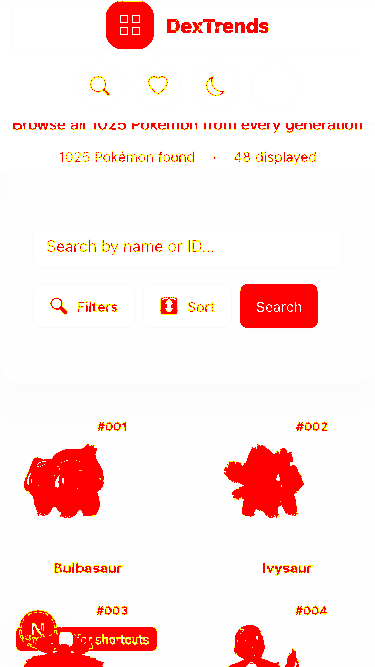 DexTrends
Browse all 1025 Pokémon from every generation
1025 Pokémon found • 48 displayed
Search by name or ID...
Filters
Sort
Search
#001
#002
Bulbasaur
Ivysaur
#003
#004
N
for shortcuts